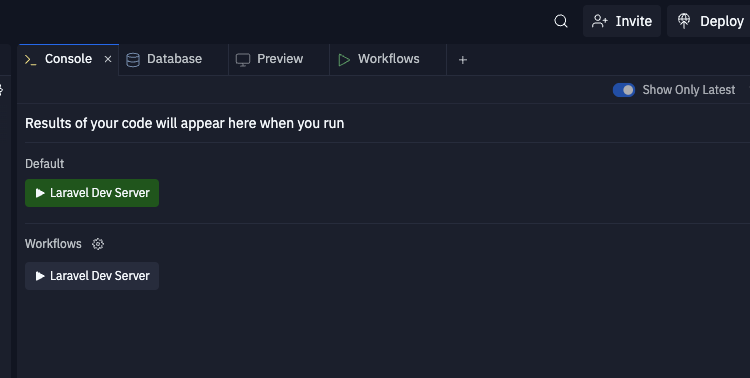 Invite
Deploy
Console
Database
Preview
Workflows
Show Only Latest
Results of your code will appear here when you run
Default
Laravel Dev Server
Workflows
Laravel Dev Server